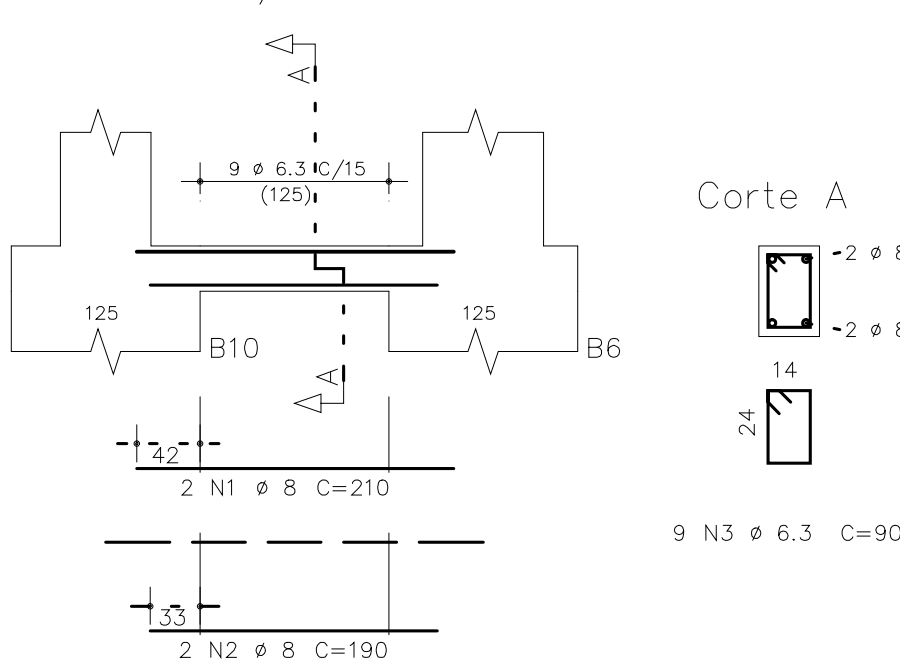 A
9 ø 6.3 C/15
(125)
Corte A
2 ø 8
125
125
2 ø 8
B10
B6
14
A
24
42
2 N1 ø 8 C=210
9 N3 ø 6.3 C=90
33
2 N2 ø 8 C=190